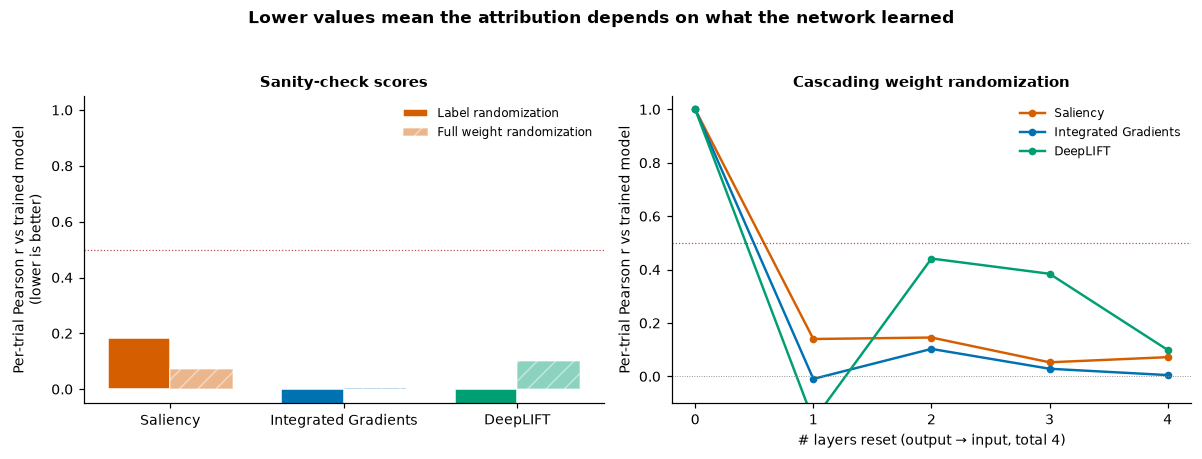 Lower values mean the attribution depends on what the network learned
Sanity-check scores
Per-trial Pearson r vs trained model
(lower is better)
1.0
0.8
0.6
0.4
0.2
0.0
Label randomization
Full weight randomization
Saliency
Integrated Gradients
DeepLIFT
Cascading weight randomization
Per-trial Pearson r vs trained model
1.0
0.8
0.6
0.4
0.2
0.0
Saliency
Integrated Gradients
DeepLIFT
0
1
2
3
4
# layers reset (output → input, total 4)